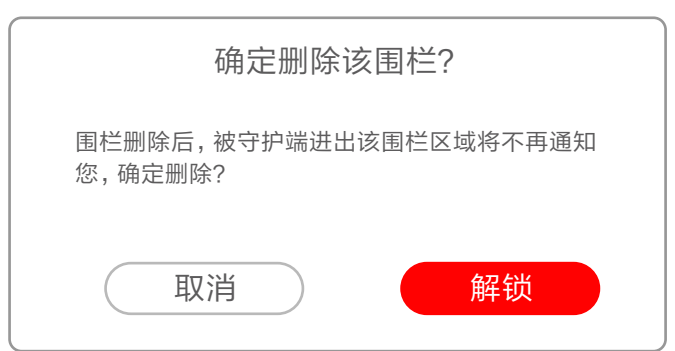 确定删除该围栏?
围栏删除后，被守护端进出该围栏区域将不再通知
您，确定删除?
取消
解锁